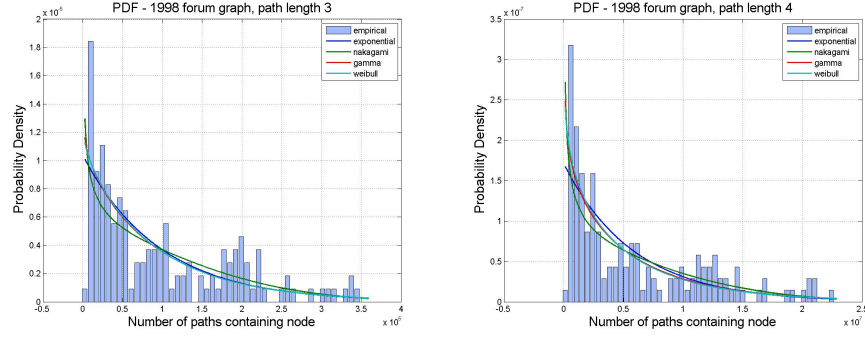 PDF - 1998 forum graph, path length 3
x 10
2
1.8
1.6
1.4
1.2
1
0.8
0.6
0.4
0.2
0
Probability Density
empirical
exponential
nakagami
gamma
weibull
-0.5 0 0.5 1 1.5 2 2.5 3 3.5 4
x 10
Number of paths containing node
PDF - 1998 forum graph, path length 4
x 10⁻⁷
3.5
3
2.5
2
1.5
1
0.5
0
Probability Density
empirical
exponential
nakagami
gamma
weibull
-0.5 0 0.5 1 1.5 2 2.5
x 10⁷
Number of paths containing node